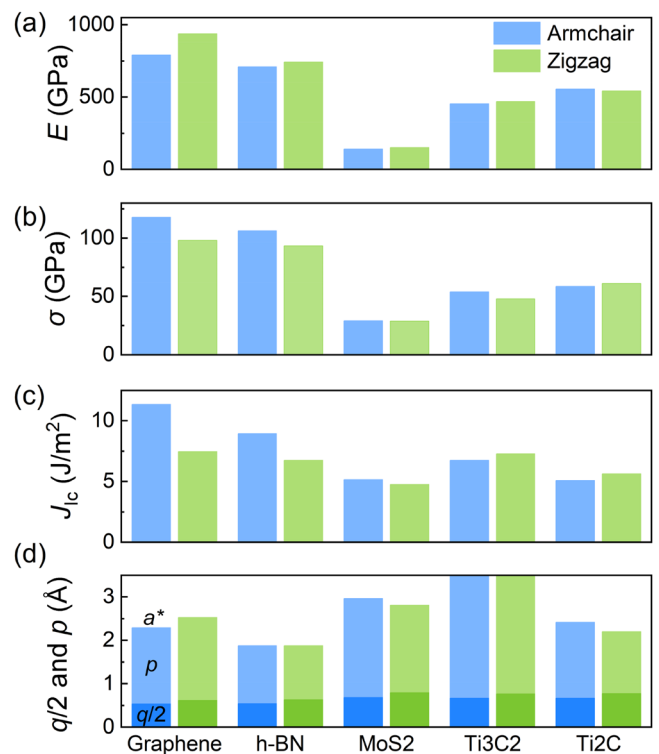 (a)
1000
500
0
E (GPa)
Armchair
Zigzag
(b)
100
50
0
σ (GPa)
(c)
10
5
0
J_Ic (J/m²)
(d)
3
2
1
0
q/2 and p (Å)
a*
p
q/2
Graphene h-BN MoS2 Ti3C2 Ti2C